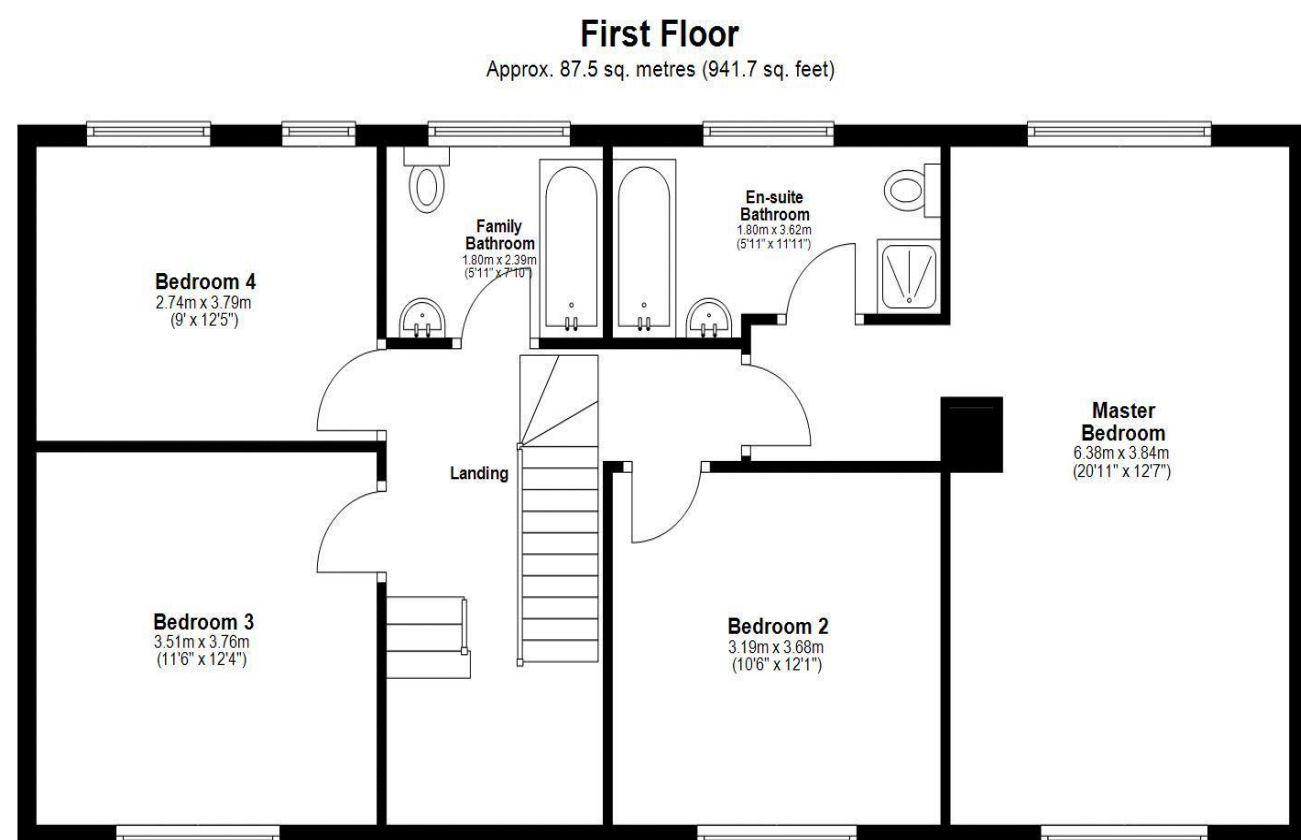 First Floor
Approx. 87.5 sq. metres (941.7 sq. feet)
Bedroom 4
2.74m x 3.79m
(9' x 12'5")
Family
Bathroom
1.80m x 2.39m
(5'11" x 7'10")
En-suite
Bathroom
1.80m x 3.62m
(5'11" x 11'11")
Master
Bedroom
6.38m x 3.84m
(20'11" x 12'7")
Landing
Bedroom 3
3.51m x 3.76m
(11'6" x 12'4")
Bedroom 2
3.19m x 3.68m
(10'6" x 12'1")